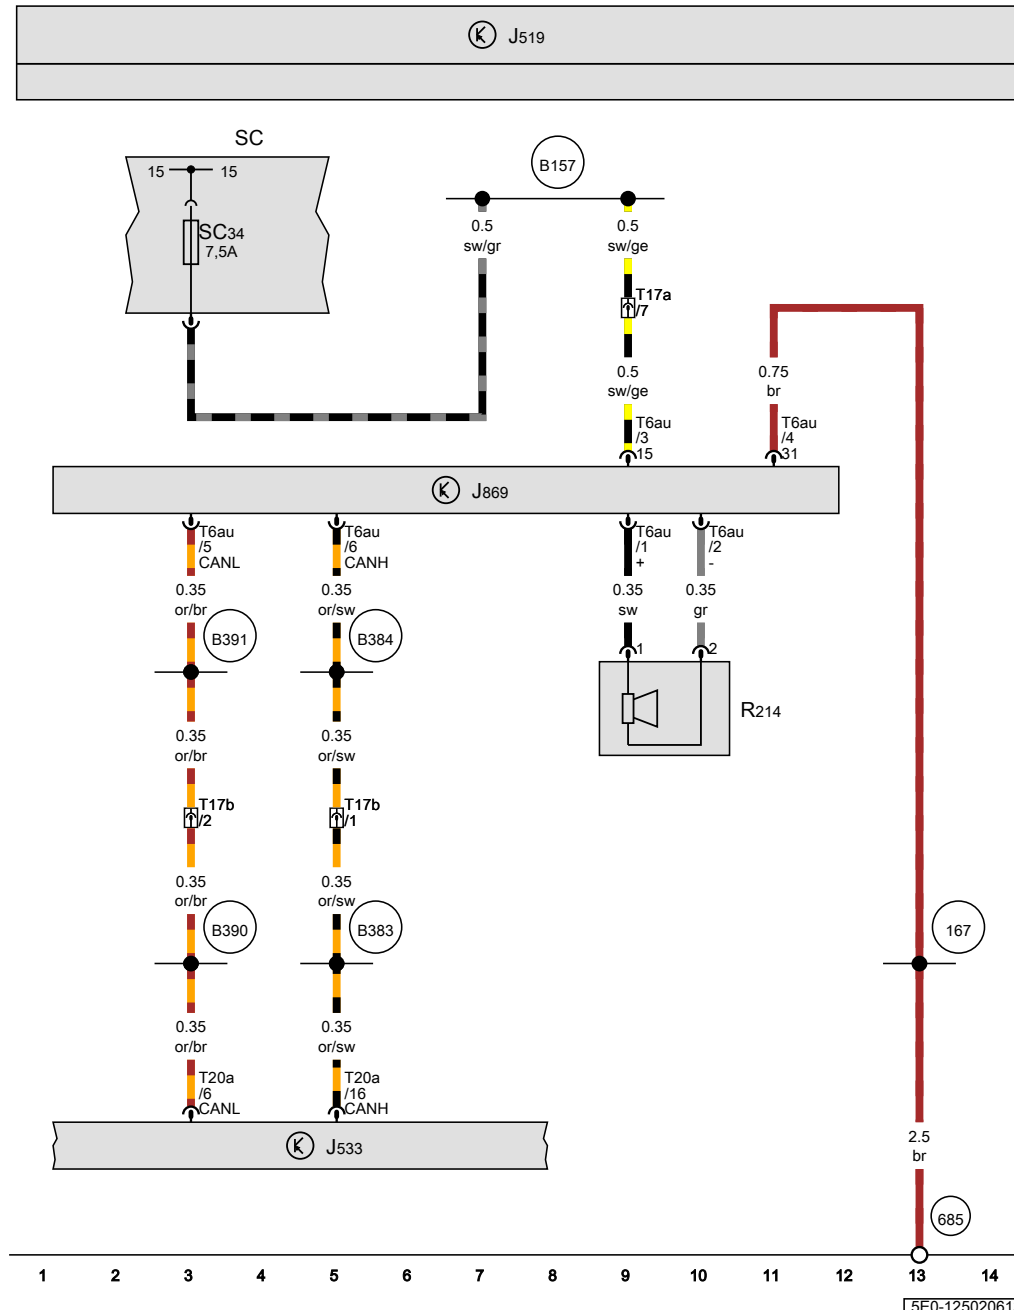 J519
SC
15 15
SC34
7,5A
B157
0.5
sw/gr
0.5
sw/ge
T17a
/7
0.5
sw/ge
0.75
br
T6au
/3
15
T6au
/4
31
J869
T6au
/5
CANL
T6au
/6
CANH
T6au
/1
+
T6au
/2
-
0.35
or/br
0.35
or/sw
0.35
sw
0.35
gr
B391
B384
1
2
R214
0.35
or/br
0.35
or/sw
T17b
/2
T17b
/1
0.35
or/br
0.35
or/sw
B390
B383
167
0.35
or/br
0.35
or/sw
T20a
/6
CANL
T20a
/16
CANH
J533
2.5
br
685
1 2 3 4 5 6 7 8 9 10 11 12 13 14
5E0-12502061